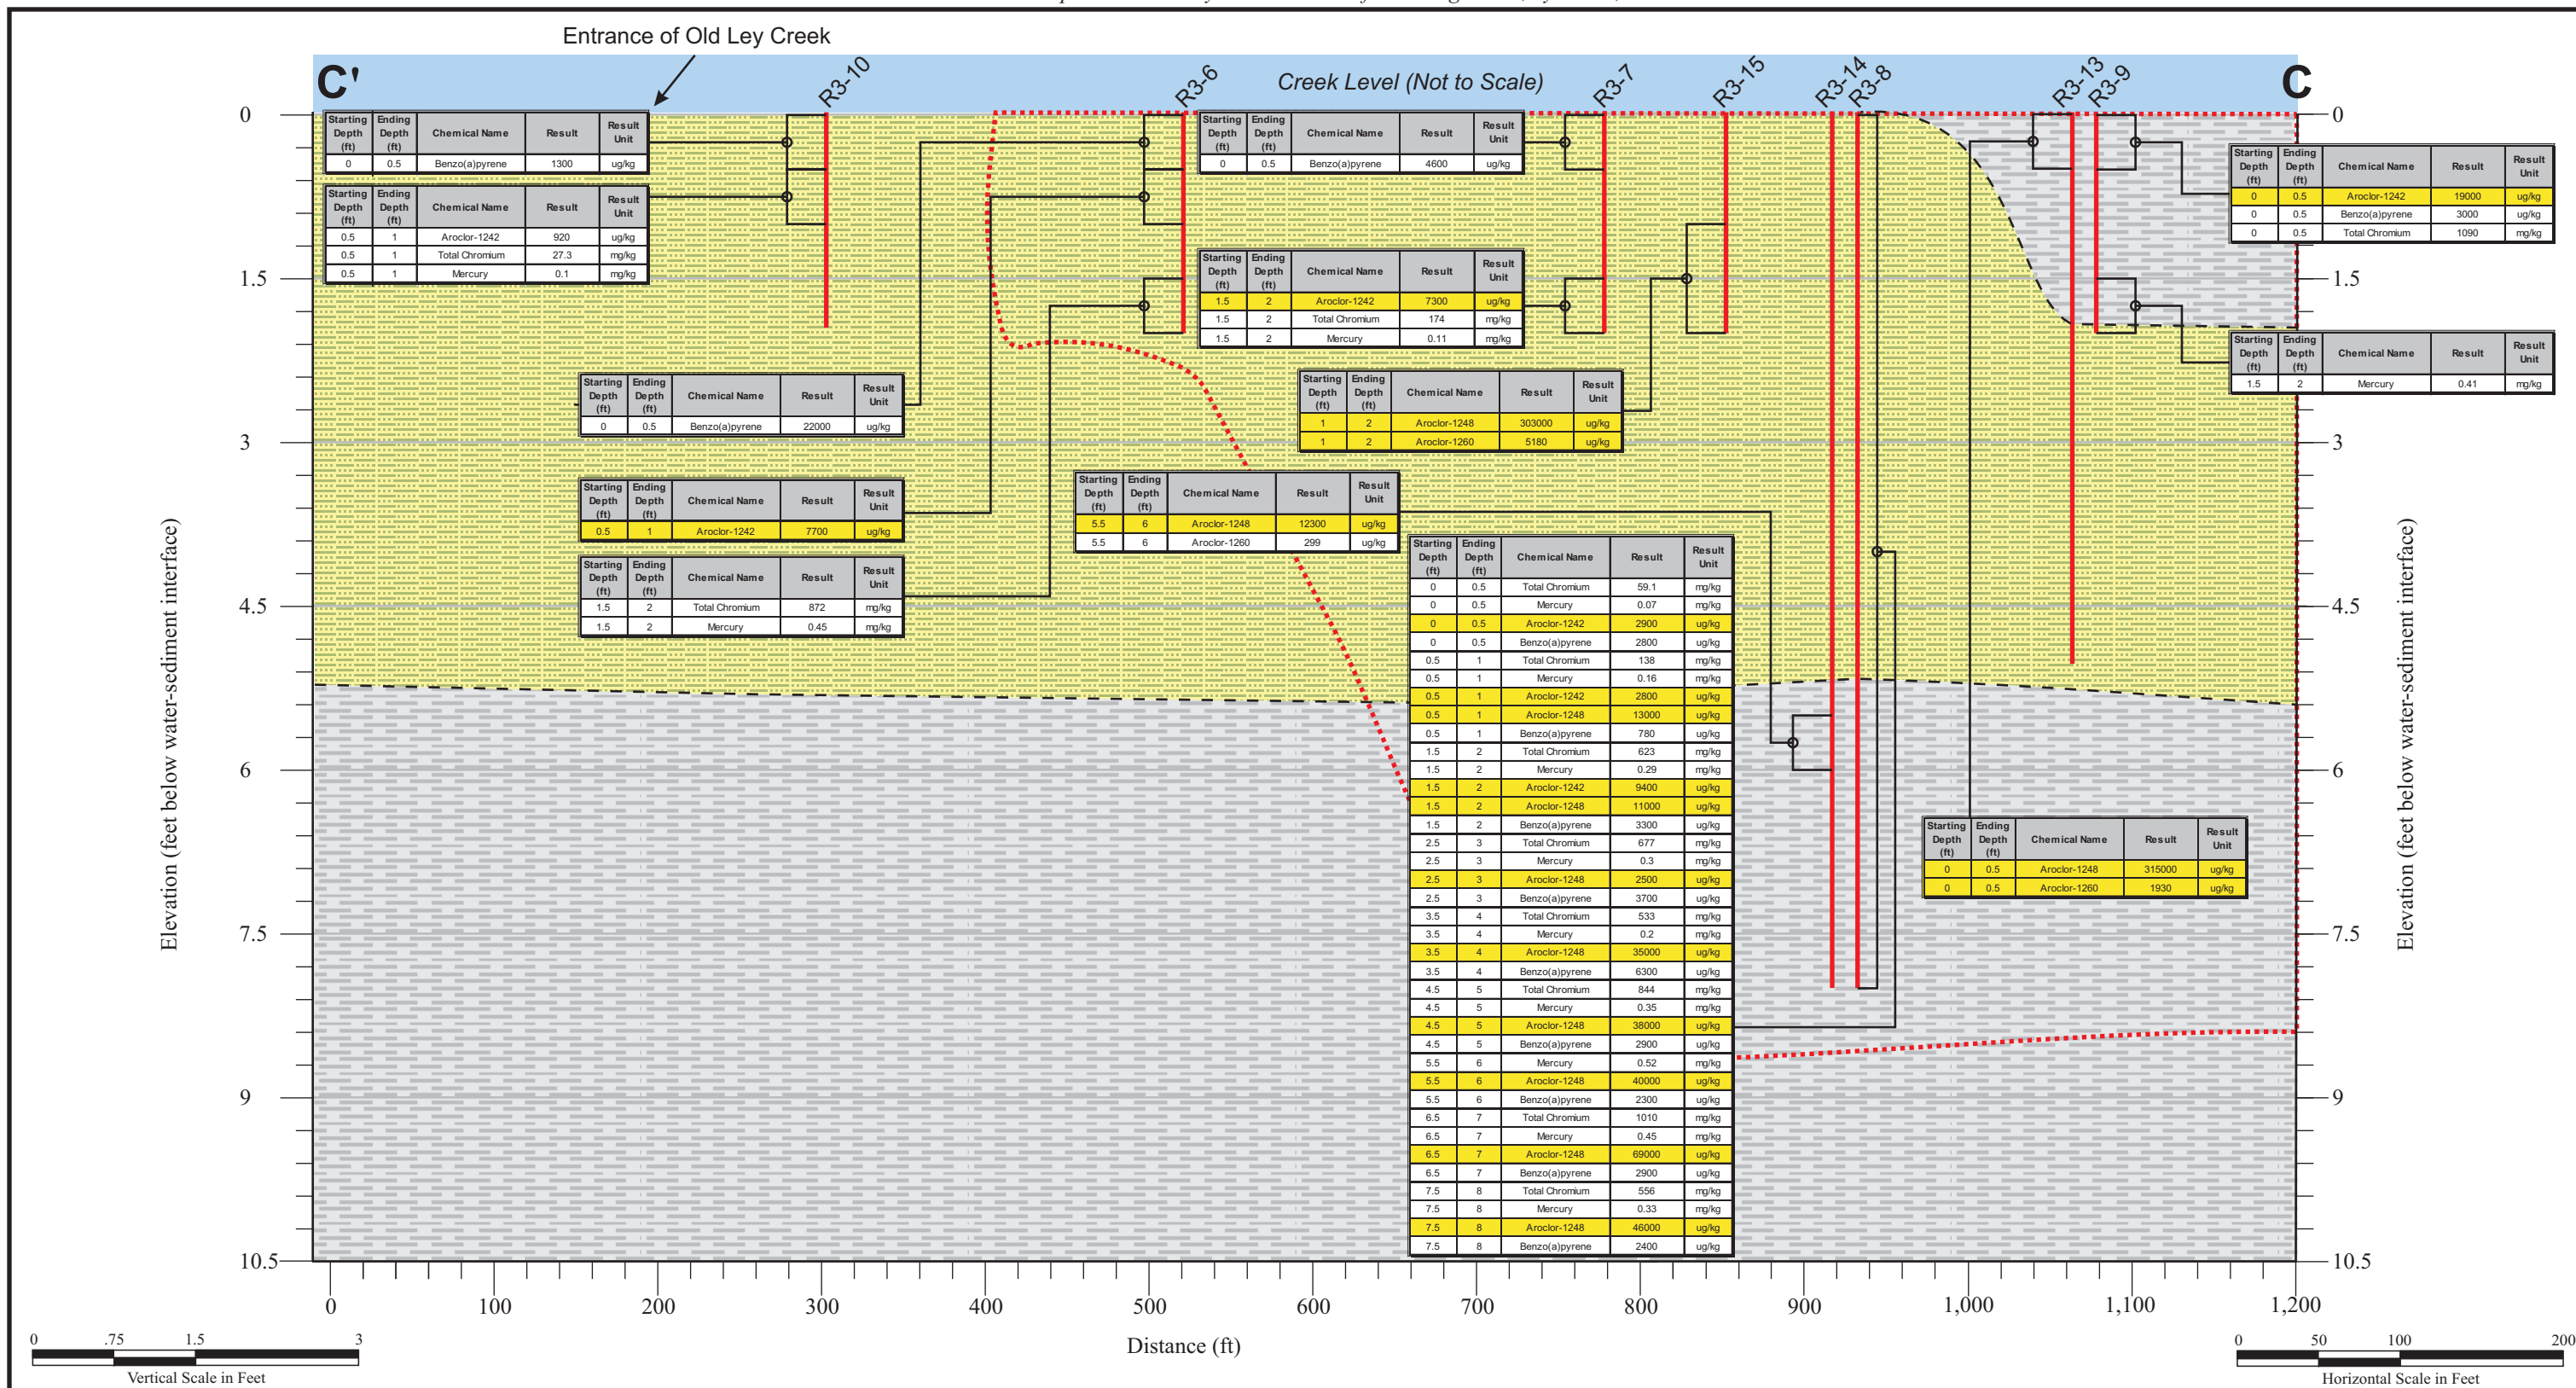 Entrance of Old Ley Creek
C'
R3-10
R3-6
Creek Level (Not to Scale)
R3-7
R3-15
R3-14
R3-8
R3-13
R3-9
C
Starting Depth (ft) Ending Depth (ft) Chemical Name Result Result Unit
0 0.5 Benzo(a)pyrene 1300 ug/kg
Starting Depth (ft) Ending Depth (ft) Chemical Name Result Result Unit
0.5 1 Aroclor-1242 920 ug/kg
0.5 1 Total Chromium 27.3 mg/kg
0.5 1 Mercury 0.1 mg/kg
Starting Depth (ft) Ending Depth (ft) Chemical Name Result Result Unit
0 0.5 Benzo(a)pyrene 4600 ug/kg
Starting Depth (ft) Ending Depth (ft) Chemical Name Result Result Unit
1.5 2 Aroclor-1242 7300 ug/kg
1.5 2 Total Chromium 174 mg/kg
1.5 2 Mercury 0.11 mg/kg
Starting Depth (ft) Ending Depth (ft) Chemical Name Result Result Unit
0 0.5 Aroclor-1242 19000 ug/kg
0 0.5 Benzo(a)pyrene 3000 ug/kg
0 0.5 Total Chromium 1090 mg/kg
Starting Depth (ft) Ending Depth (ft) Chemical Name Result Result Unit
1.5 2 Mercury 0.41 mg/kg
Starting Depth (ft) Ending Depth (ft) Chemical Name Result Result Unit
0 0.5 Benzo(a)pyrene 22000 ug/kg
Starting Depth (ft) Ending Depth (ft) Chemical Name Result Result Unit
1 2 Aroclor-1248 303000 ug/kg
1 2 Aroclor-1260 5180 ug/kg
Starting Depth (ft) Ending Depth (ft) Chemical Name Result Result Unit
0.5 1 Aroclor-1242 7700 ug/kg
Starting Depth (ft) Ending Depth (ft) Chemical Name Result Result Unit
5.5 6 Aroclor-1248 12300 ug/kg
5.5 6 Aroclor-1260 299 ug/kg
Starting Depth (ft) Ending Depth (ft) Chemical Name Result Result Unit
1.5 2 Total Chromium 872 mg/kg
1.5 2 Mercury 0.45 mg/kg
Starting Depth (ft) Ending Depth (ft) Chemical Name Result Result Unit
0 0.5 Total Chromium 59.1 mg/kg
0 0.5 Mercury 0.07 mg/kg
0 0.5 Aroclor-1242 2900 ug/kg
0 0.5 Benzo(a)pyrene 2800 ug/kg
0.5 1 Total Chromium 138 mg/kg
0.5 1 Mercury 0.16 mg/kg
0.5 1 Aroclor-1242 2800 ug/kg
0.5 1 Aroclor-1248 13000 ug/kg
0.5 1 Benzo(a)pyrene 780 ug/kg
1.5 2 Total Chromium 623 mg/kg
1.5 2 Mercury 0.29 mg/kg
1.5 2 Aroclor-1242 9400 ug/kg
1.5 2 Aroclor-1248 11000 ug/kg
1.5 2 Benzo(a)pyrene 3300 ug/kg
2.5 3 Total Chromium 677 mg/kg
2.5 3 Mercury 0.3 mg/kg
2.5 3 Aroclor-1248 2500 ug/kg
2.5 3 Benzo(a)pyrene 3700 ug/kg
3.5 4 Total Chromium 533 mg/kg
3.5 4 Mercury 0.2 mg/kg
3.5 4 Aroclor-1248 35000 ug/kg
3.5 4 Benzo(a)pyrene 6300 ug/kg
4.5 5 Total Chromium 844 mg/kg
4.5 5 Mercury 0.35 mg/kg
4.5 5 Aroclor-1248 38000 ug/kg
4.5 5 Benzo(a)pyrene 2900 ug/kg
5.5 6 Mercury 0.52 mg/kg
5.5 6 Aroclor-1248 40000 ug/kg
5.5 6 Benzo(a)pyrene 2300 ug/kg
6.5 7 Total Chromium 1010 mg/kg
6.5 7 Mercury 0.45 mg/kg
6.5 7 Aroclor-1248 69000 ug/kg
6.5 7 Benzo(a)pyrene 2900 ug/kg
7.5 8 Total Chromium 556 mg/kg
7.5 8 Mercury 0.33 mg/kg
7.5 8 Aroclor-1248 46000 ug/kg
7.5 8 Benzo(a)pyrene 2400 ug/kg
Starting Depth (ft) Ending Depth (ft) Chemical Name Result Result Unit
0 0.5 Aroclor-1248 315000 ug/kg
0 0.5 Aroclor-1260 1930 ug/kg
Elevation (feet below water-sediment interface)
0
1.5
3
4.5
6
7.5
9
10.5
Elevation (feet below water-sediment interface)
0
1.5
3
4.5
6
7.5
9
10.5
0 100 200 300 400 500 600 700 800 900 1,000 1,100 1,200
Distance (ft)
0 .75 1.5 3
Vertical Scale in Feet
0 50 100 200
Horizontal Scale in Feet